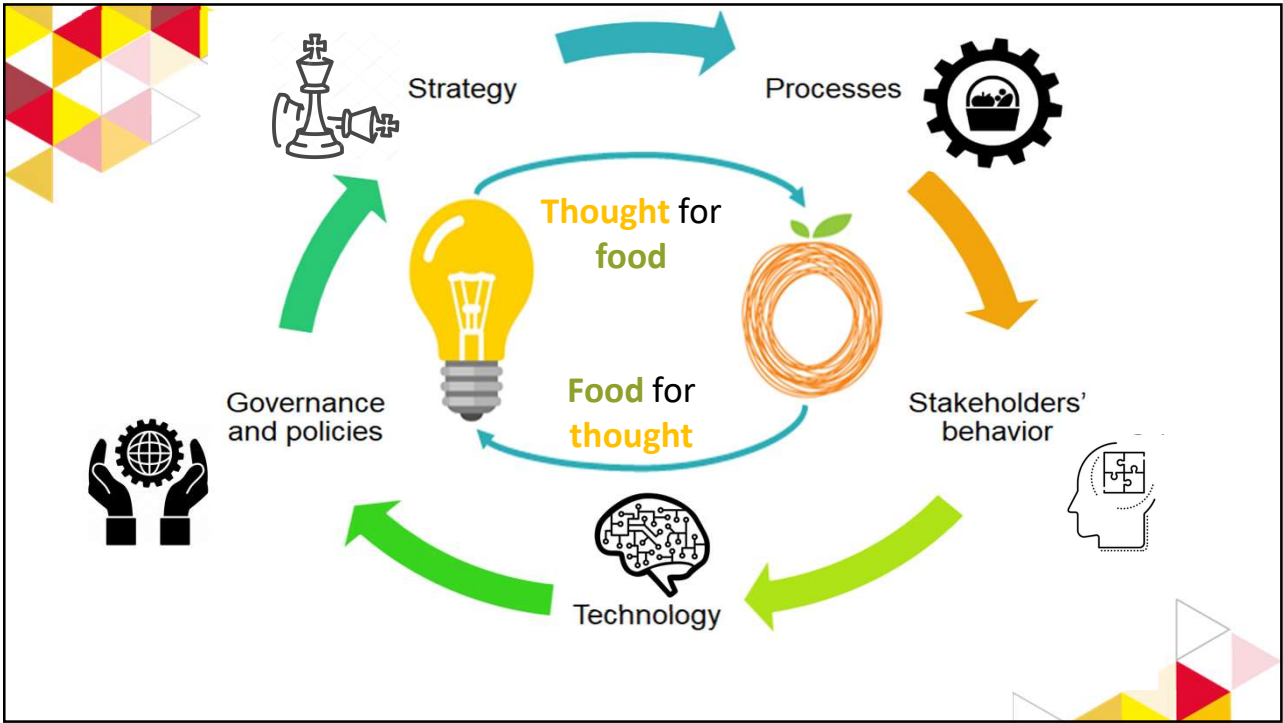 Strategy
Processes
Thought for
food
Food for
thought
Governance
and policies
Stakeholders’
behavior
Technology